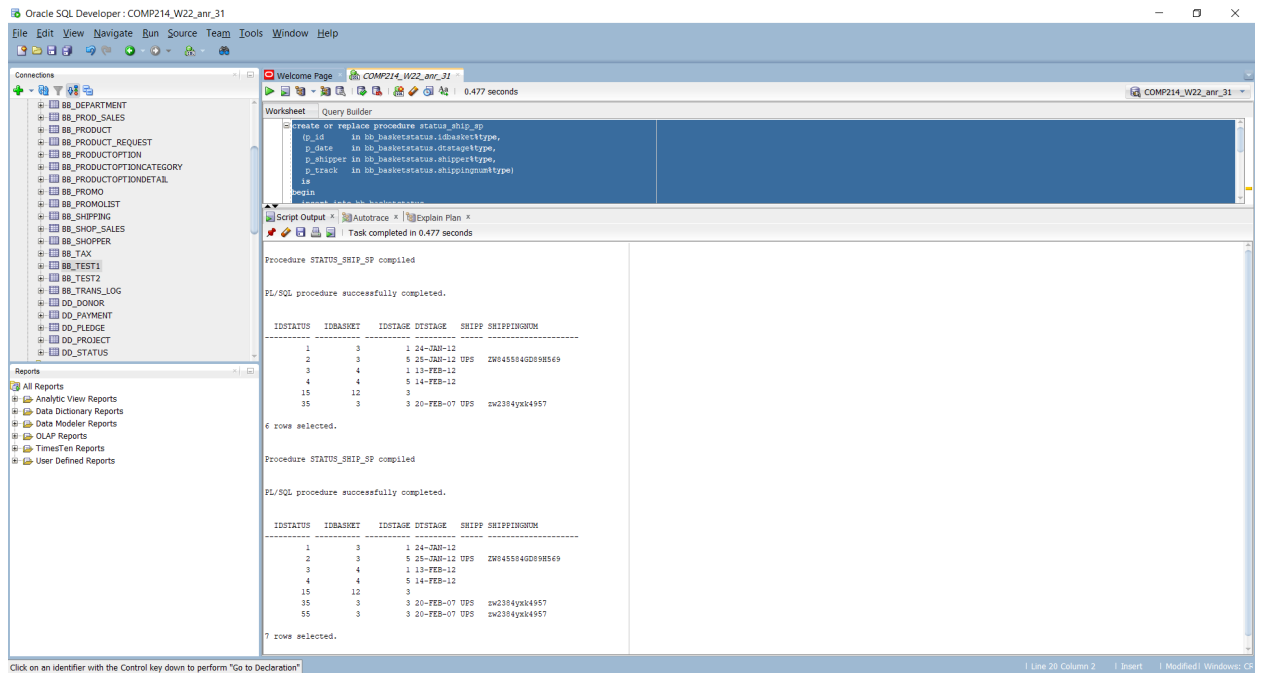 Oracle SQL Developer : COMP214_W22_anr_31
File Edit View Navigate Run Source Team Tools Window Help
Connections
BB_DEPARTMENT
BB_PROD_SALES
BB_PRODUCT
BB_PRODUCT_REQUEST
BB_PRODUCTOPTION
BB_PRODUCTOPTIONCATEGORY
BB_PRODUCTOPTIONDETAIL
BB_PROMO
BB_PROMOLIST
BB_SHIPPING
BB_SHOP_SALES
BB_SHOPPER
BB_TAX
BB_TEST1
BB_TEST2
BB_TRANS_LOG
DD_DONOR
DD_PAYMENT
DD_PLEDGE
DD_PROJECT
DD_STATUS
Reports
All Reports
Analytic View Reports
Data Dictionary Reports
Data Modeler Reports
OLAP Reports
TimesTen Reports
User Defined Reports
Welcome Page COMP214_W22_anr_31
0.477 seconds COMP214_W22_anr_31
Worksheet Query Builder
create or replace procedure status_ship_sp
(p_id in bb_basketstatus.idbasket%type,
p_date in bb_basketstatus.dtstage%type,
p_shipper in bb_basketstatus.shipper%type,
p_track in bb_basketstatus.shippingnum%type)
is
begin
insert into bb_basketstatus
Script Output x Autotrace x Explain Plan x
Task completed in 0.477 seconds
Procedure STATUS_SHIP_SP compiled
PL/SQL procedure successfully completed.
IDSTATUS IDBASKET IDSTAGE DTSTAGE SHIPP SHIPPINGNUM
---------- ---------- ---------- --------- ----- --------------------
1 3 1 24-JAN-12
2 3 5 25-JAN-12 UPS ZW845584GD89H569
3 4 1 13-FEB-12
4 4 5 14-FEB-12
15 12 3
35 3 3 20-FEB-07 UPS zw2384yxk4957
6 rows selected.
Procedure STATUS_SHIP_SP compiled
PL/SQL procedure successfully completed.
IDSTATUS IDBASKET IDSTAGE DTSTAGE SHIPP SHIPPINGNUM
---------- ---------- ---------- --------- ----- --------------------
1 3 1 24-JAN-12
2 3 5 25-JAN-12 UPS ZW845584GD89H569
3 4 1 13-FEB-12
4 4 5 14-FEB-12
15 12 3
35 3 3 20-FEB-07 UPS zw2384yxk4957
55 3 3 20-FEB-07 UPS zw2384yxk4957
7 rows selected.
Click on an identifier with the Control key down to perform "Go to Declaration"
Line 20 Column 2 Insert Modified Windows: CR